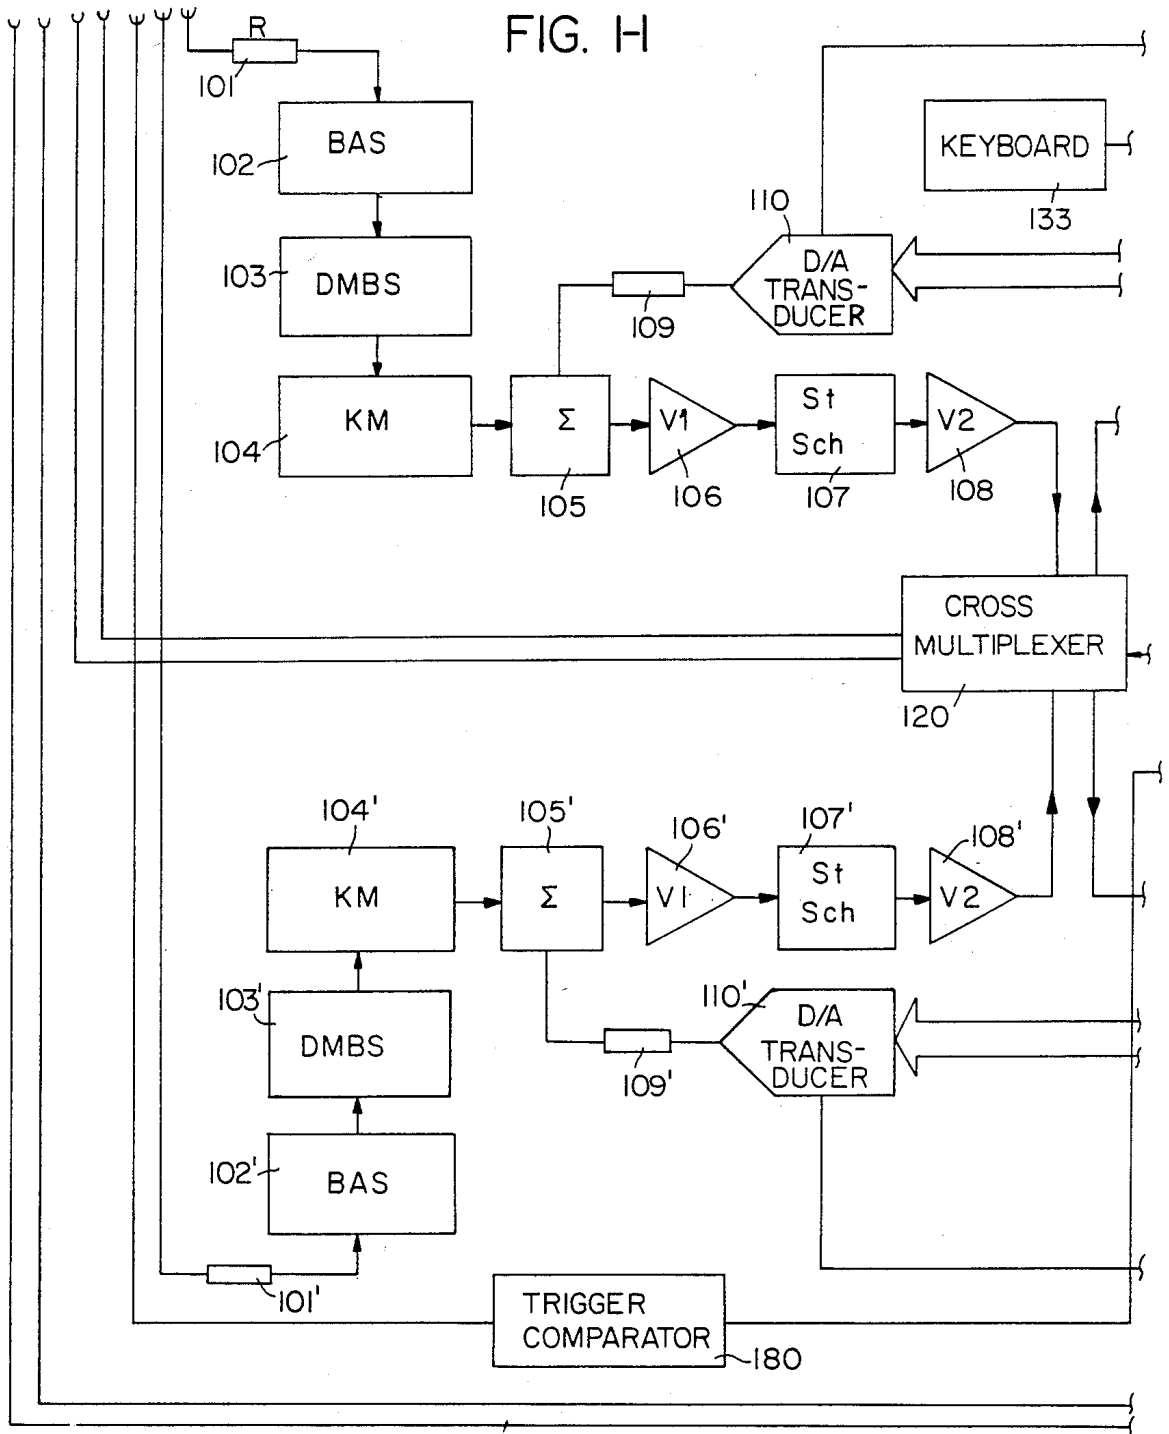 FIG. H
R
101
BAS
102
KEYBOARD
133
110
D/A
TRANS-
DUCER
103
DMBS
109
104
KM
Σ
105
V1
106
St
Sch
107
V2
108
CROSS
MULTIPLEXER
120
104'
KM
105'
Σ
106'
V1
107'
St
Sch
108'
V2
103'
DMBS
110'
D/A
TRANS-
DUCER
109'
102'
BAS
101'
TRIGGER
COMPARATOR
180